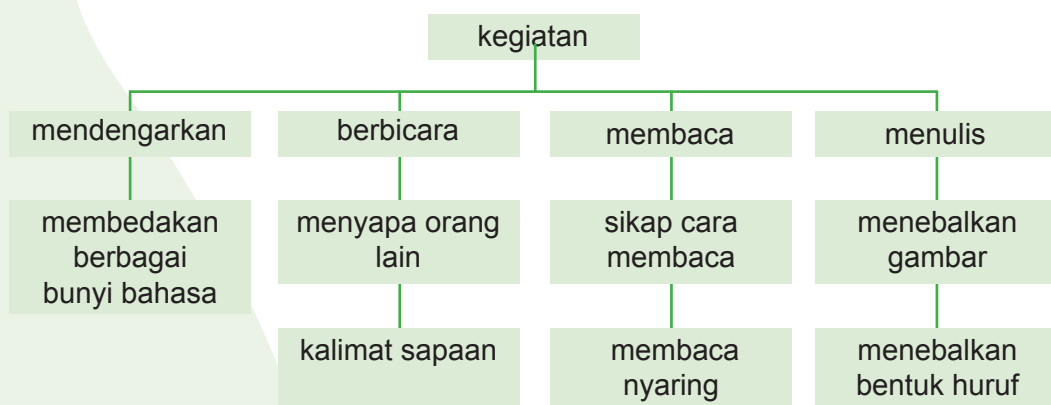 kegiatan
mendengarkan
berbicara
membaca
menulis
membedakan
berbagai
bunyi bahasa
menyapa orang
lain
sikap cara
membaca
menebalkan
gambar
kalimat sapaan
membaca
nyaring
menebalkan
bentuk huruf